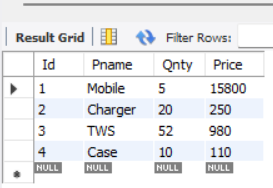 Result Grid Filter Rows:
Id Pname Qnty Price
1 Mobile 5 15800
2 Charger 20 250
3 TWS 52 980
4 Case 10 110
NULL NULL NULL NULL